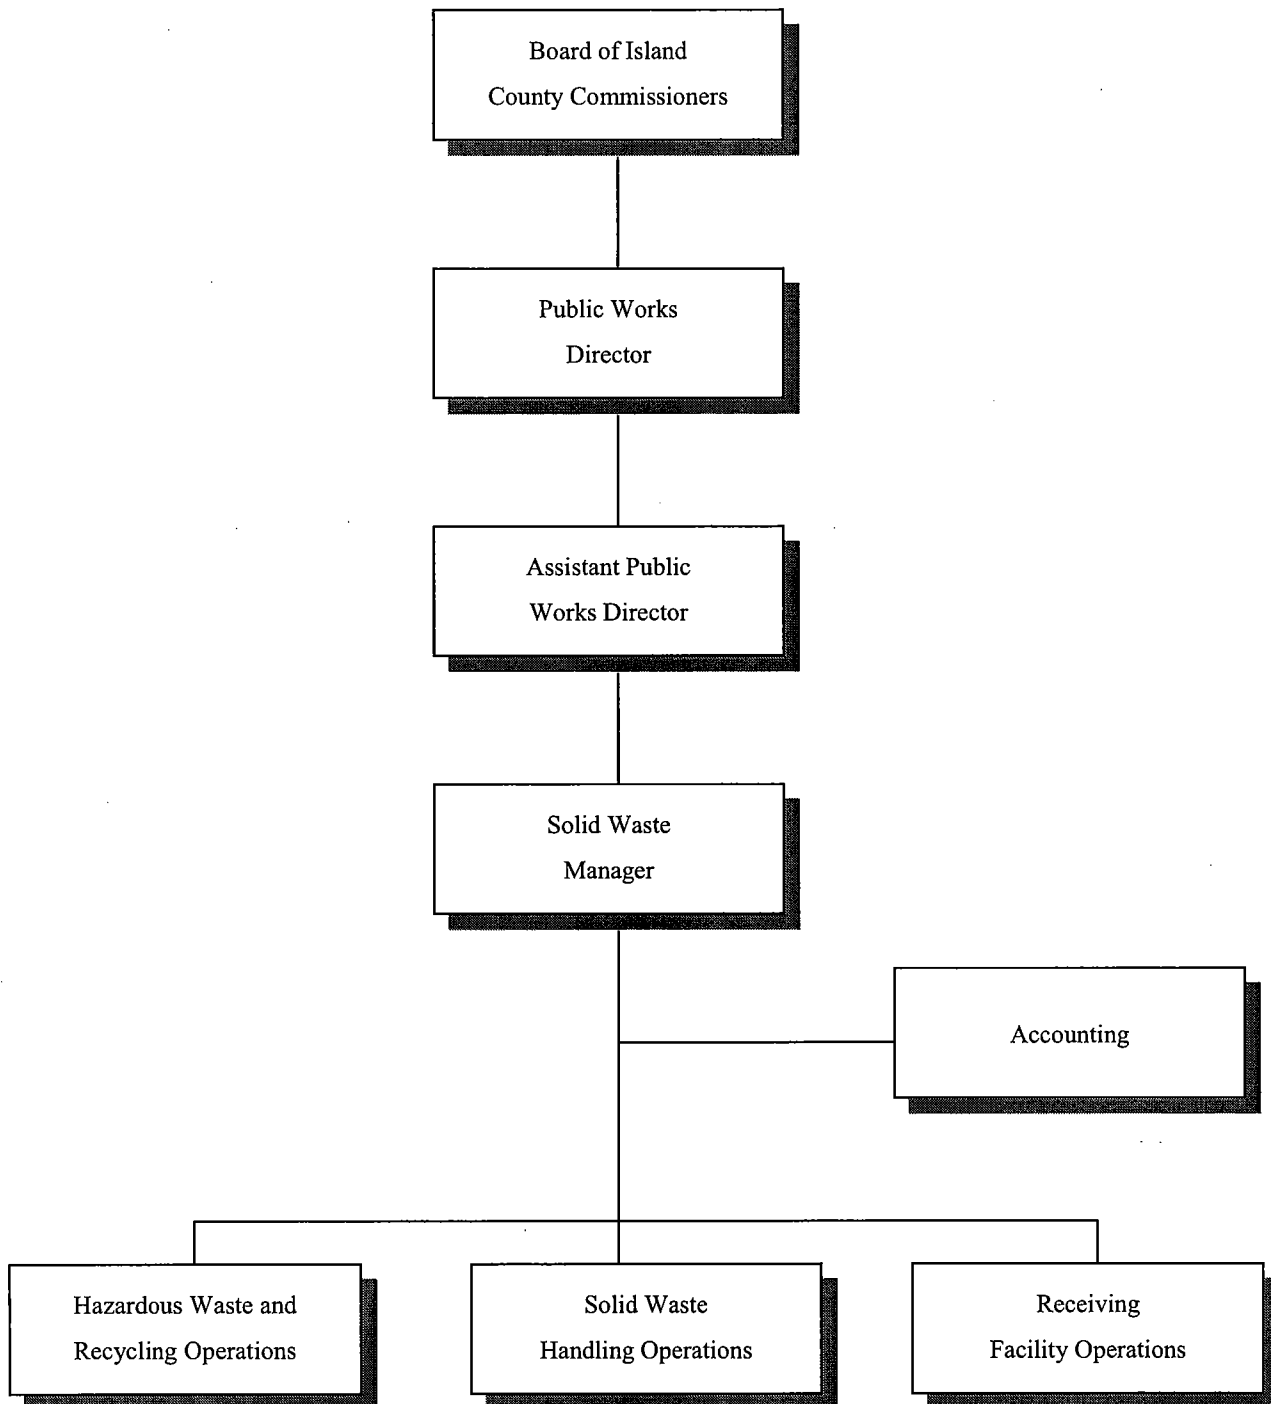 Board of Island
County Commissioners
Public Works
Director
Assistant Public
Works Director
Solid Waste
Manager
Accounting
Hazardous Waste and
Recycling Operations
Solid Waste
Handling Operations
Receiving
Facility Operations